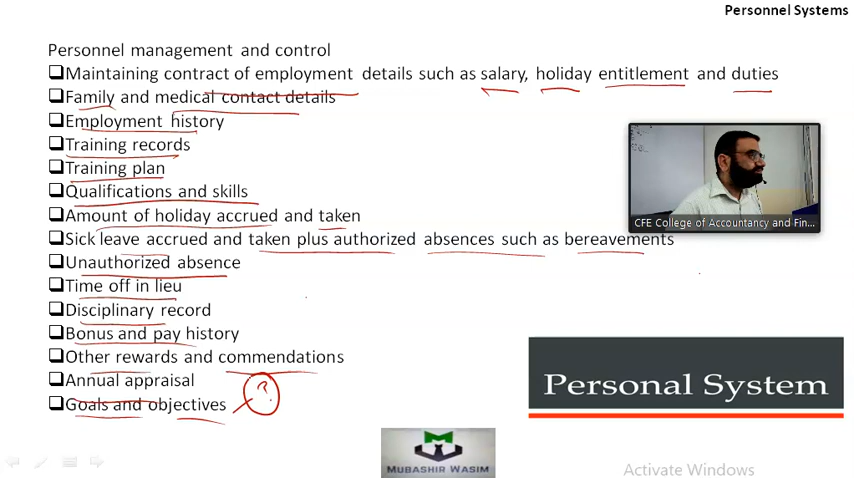 Personnel Systems
Personnel management and control
❑Maintaining contract of employment details such as salary, holiday entitlement and duties
❑Family and medical contact details
❑Employment history
❑Training records
❑Training plan
❑Qualifications and skills
❑Amount of holiday accrued and taken
❑Sick leave accrued and taken plus authorized absences such as bereavements
❑Unauthorized absence
❑Time off in lieu
❑Disciplinary record
❑Bonus and pay history
❑Other rewards and commendations
❑Annual appraisal
❑Goals and objectives
?
CFE College of Accountancy and Fin...
Personal System
MUBASHIR WASIM
Activate Windows